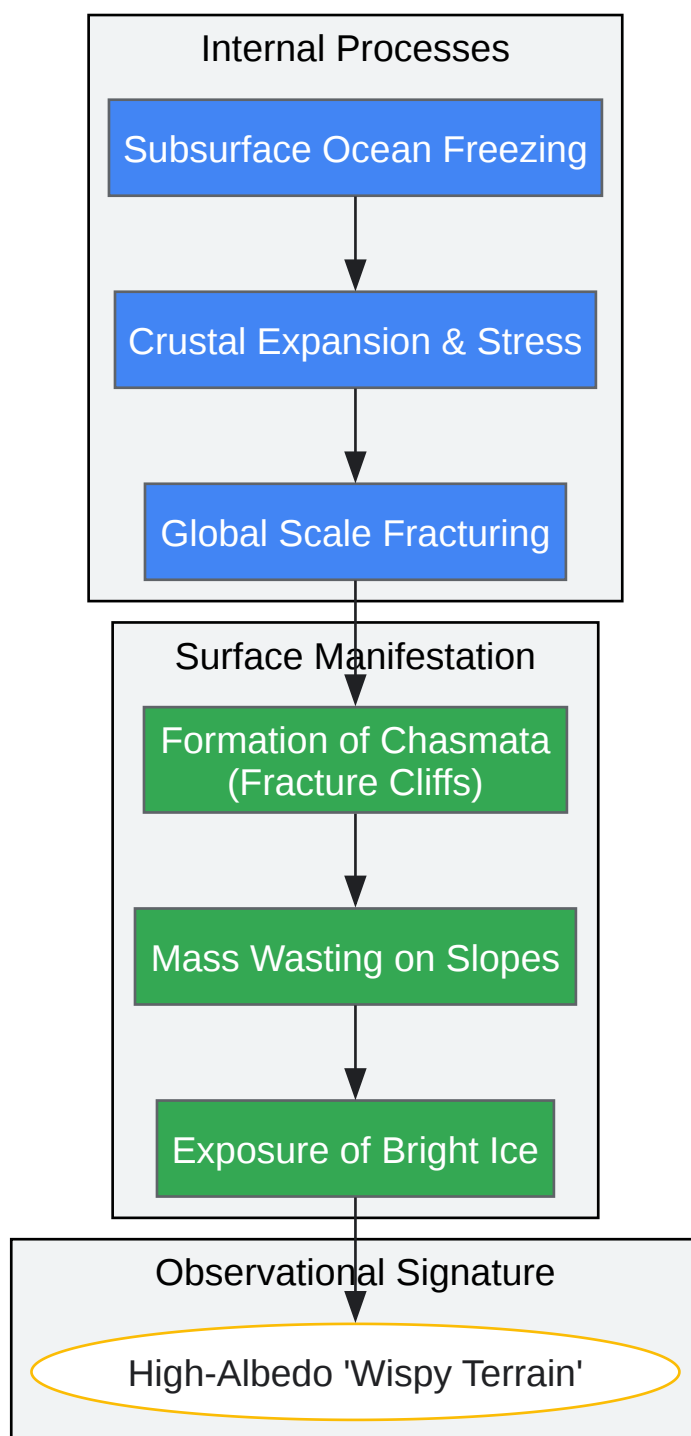 Internal Processes
Subsurface Ocean Freezing
Crustal Expansion & Stress
Global Scale Fracturing
Surface Manifestation
Formation of Chasmata
(Fracture Cliffs)
Mass Wasting on Slopes
Exposure of Bright Ice
Observational Signature
High-Albedo 'Wispy Terrain'